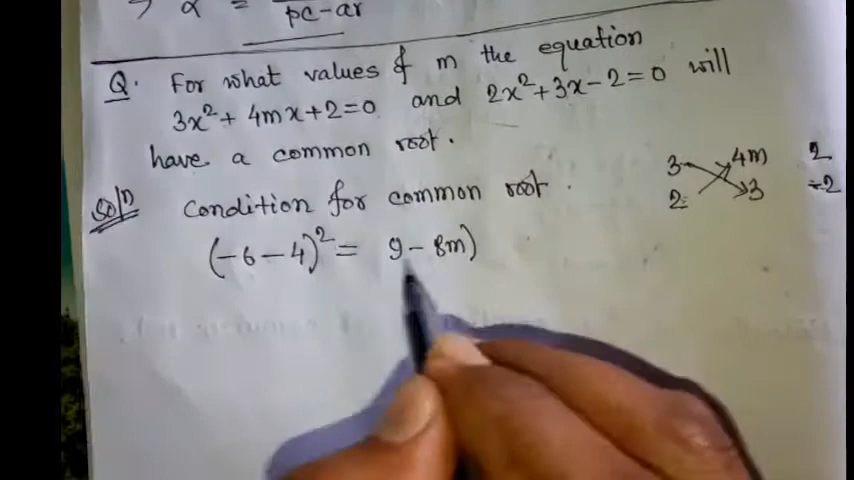 → α =
pc-ar
Q. For what values of m the equation
3x² + 4mx + 2 = 0 and 2x² + 3x - 2 = 0 will
have a common root.
Soln Condition for common root.
3 4m 2
2 3 -2
(-6-4)² = 9-8m)